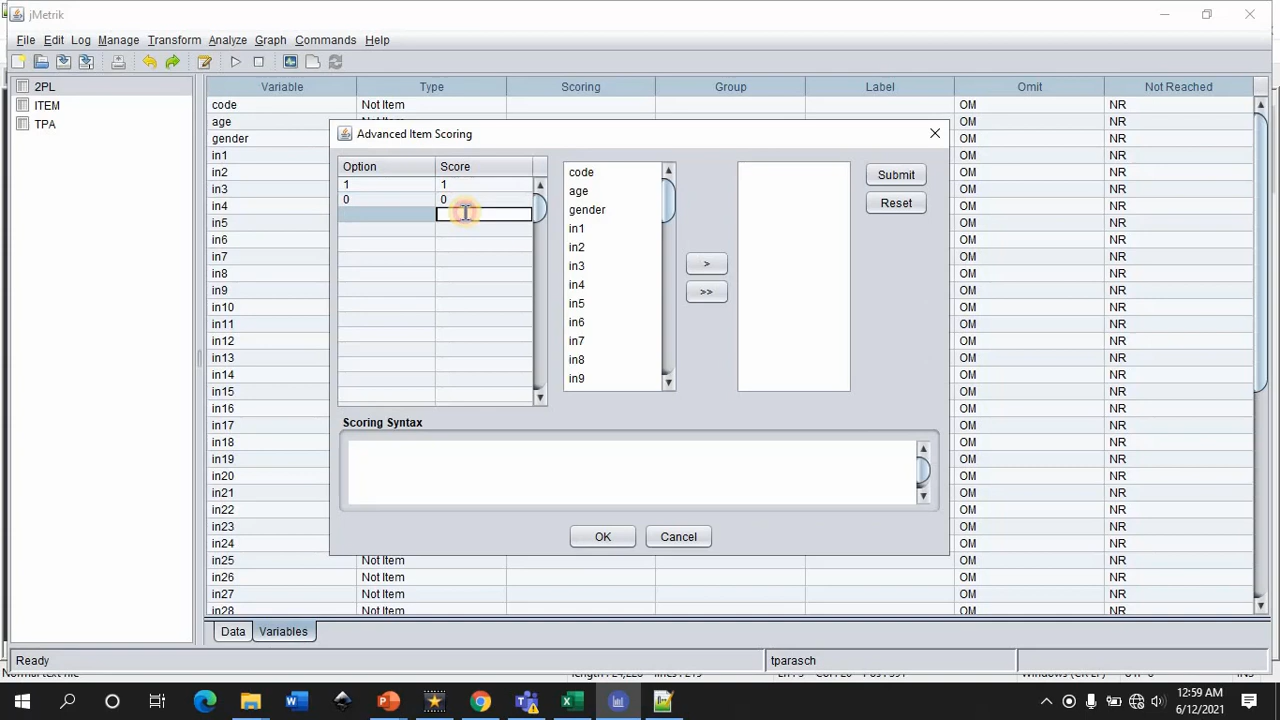 jMetrik
File Edit Log Manage Transform Analyze Graph Commands Help
2PL
ITEM
TPA
Variable Type Scoring Group Label Omit Not Reached
code Not Item OM NR
age OM NR
gender OM NR
in1 OM NR
in2 OM NR
in3 OM NR
in4 OM NR
in5 OM NR
in6 OM NR
in7 OM NR
in8 OM NR
in9 OM NR
in10 OM NR
in11 OM NR
in12 OM NR
in13 OM NR
in14 OM NR
in15 OM NR
in16 OM NR
in17 OM NR
in18 OM NR
in19 OM NR
in20 OM NR
in21 OM NR
in22 OM NR
in23 OM NR
in24 OM NR
in25 Not Item OM NR
in26 Not Item OM NR
in27 Not Item OM NR
in28 Not Item OM NR
Advanced Item Scoring
Option Score
1 1
0 0
code
age
gender
in1
in2
in3
in4
in5
in6
in7
in8
in9
>
>>
Submit
Reset
Scoring Syntax
OK Cancel
Data Variables
Ready tparasch
12:59 AM
6/12/2021